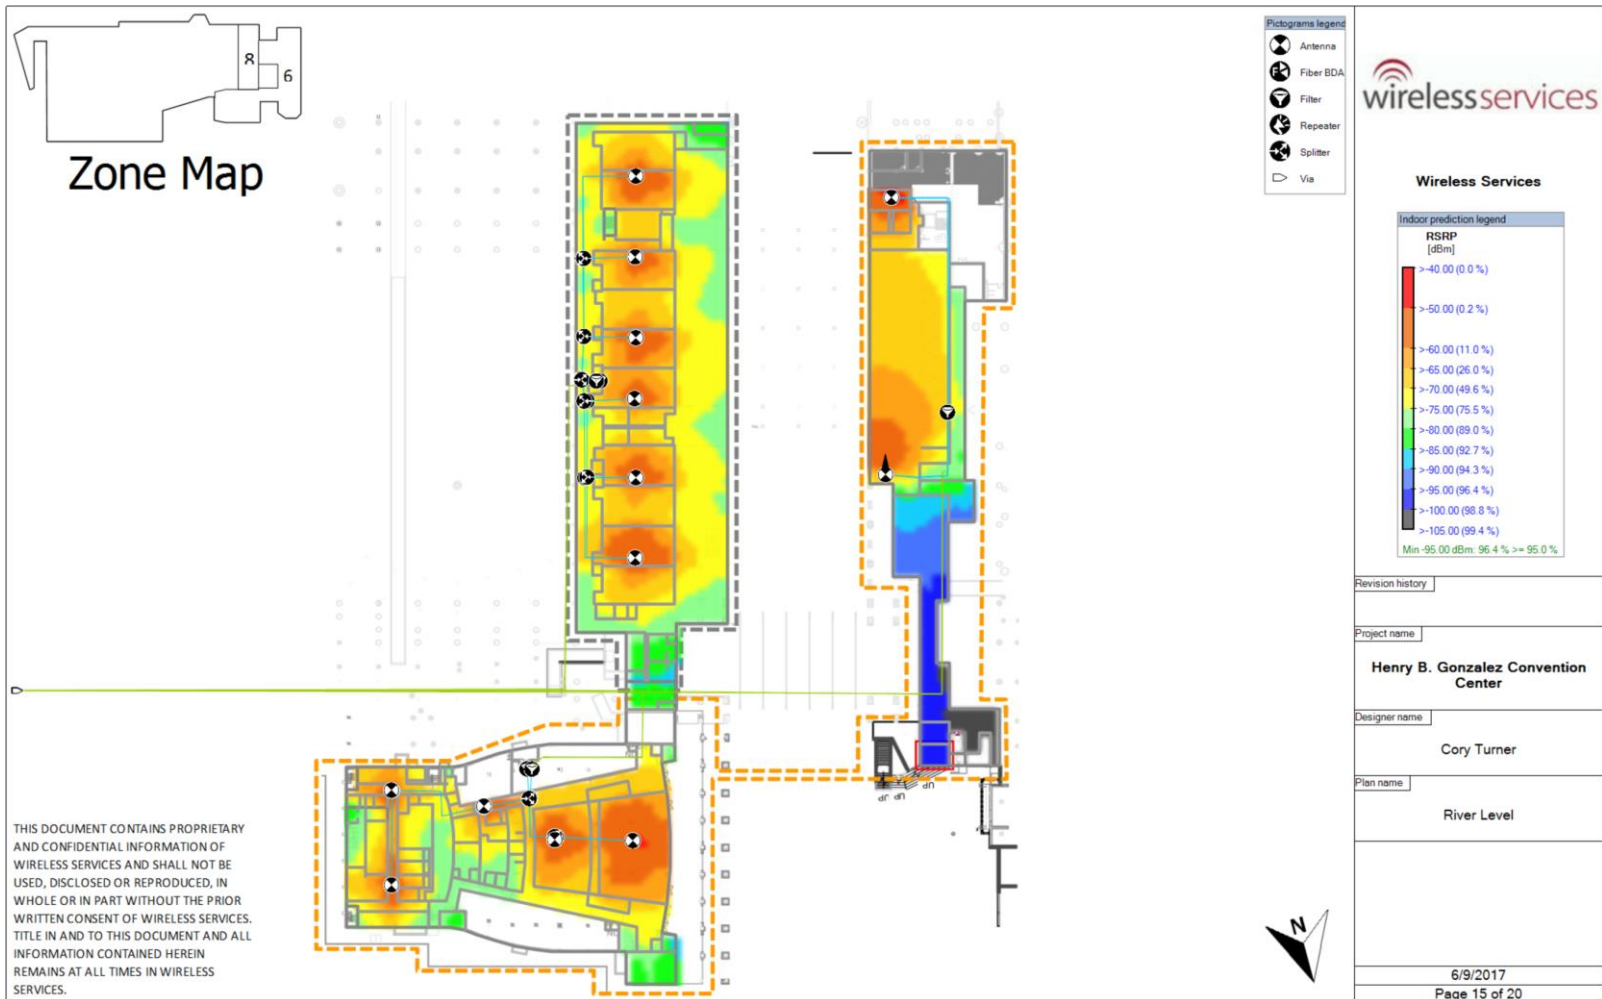 8
9
Zone Map
Pictograms legend
Antenna
Fiber BDA
Filter
Repeater
Splitter
Via
wirelessservices
Wireless Services
Indoor prediction legend
RSRP
[dBm]
>-40.00 (0.0 %)
>-50.00 (0.2 %)
>-60.00 (11.0 %)
>-65.00 (26.0 %)
>-70.00 (49.6 %)
>-75.00 (75.5 %)
>-80.00 (89.0 %)
>-85.00 (92.7 %)
>-90.00 (94.3 %)
>-95.00 (96.4 %)
>-100.00 (98.8 %)
>-105.00 (99.4 %)
Min -95.00 dBm: 96.4 % >= 95.0 %
Revision history
Project name
Henry B. Gonzalez Convention
Center
Designer name
Cory Turner
Plan name
River Level
UP
UP
THIS DOCUMENT CONTAINS PROPRIETARY
AND CONFIDENTIAL INFORMATION OF
WIRELESS SERVICES AND SHALL NOT BE
USED, DISCLOSED OR REPRODUCED, IN
WHOLE OR IN PART WITHOUT THE PRIOR
WRITTEN CONSENT OF WIRELESS SERVICES.
TITLE IN AND TO THIS DOCUMENT AND ALL
INFORMATION CONTAINED HEREIN
REMAINS AT ALL TIMES IN WIRELESS
SERVICES.
N
6/9/2017
Page 15 of 20